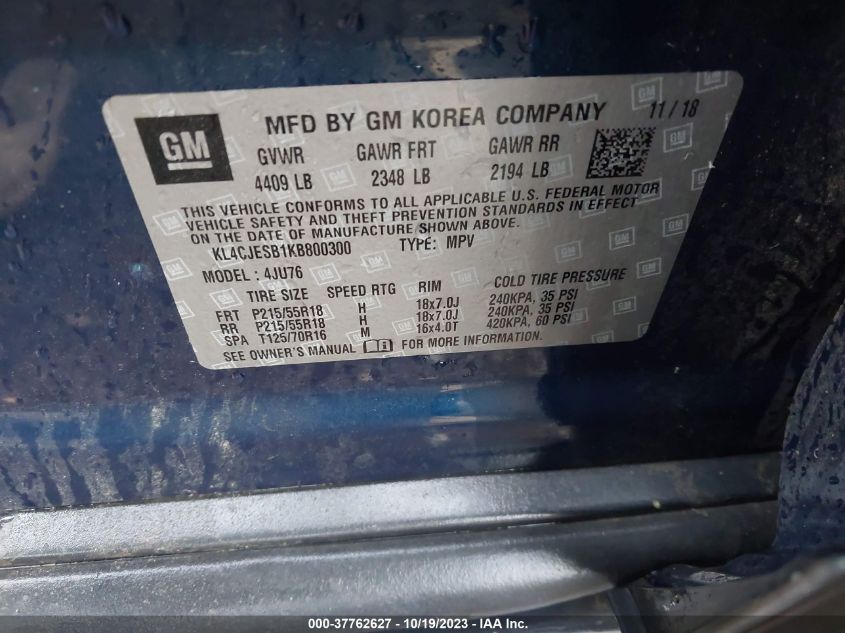 GM
MFD BY GM KOREA COMPANY 11 / 18
GVWR GAWR FRT GAWR RR
4409 LB 2348 LB 2194 LB
THIS VEHICLE CONFORMS TO ALL APPLICABLE U.S. FEDERAL MOTOR
VEHICLE SAFETY AND THEFT PREVENTION STANDARDS IN EFFECT
ON THE DATE OF MANUFACTURE SHOWN ABOVE.
KL4CJESB1KB800300 TYPE: MPV
MODEL : 4JU76
TIRE SIZE SPEED RTG RIM COLD TIRE PRESSURE
FRT P215/55R18 H 18x7.0J 240KPA, 35 PSI
RR P215/55R18 H 18x7.0J 240KPA, 35 PSI
SPA T125/70R16 M 16x4.0T 420KPA, 60 PSI
SEE OWNER'S MANUAL FOR MORE INFORMATION.
000-37762627 - 10/19/2023 - IAA Inc.